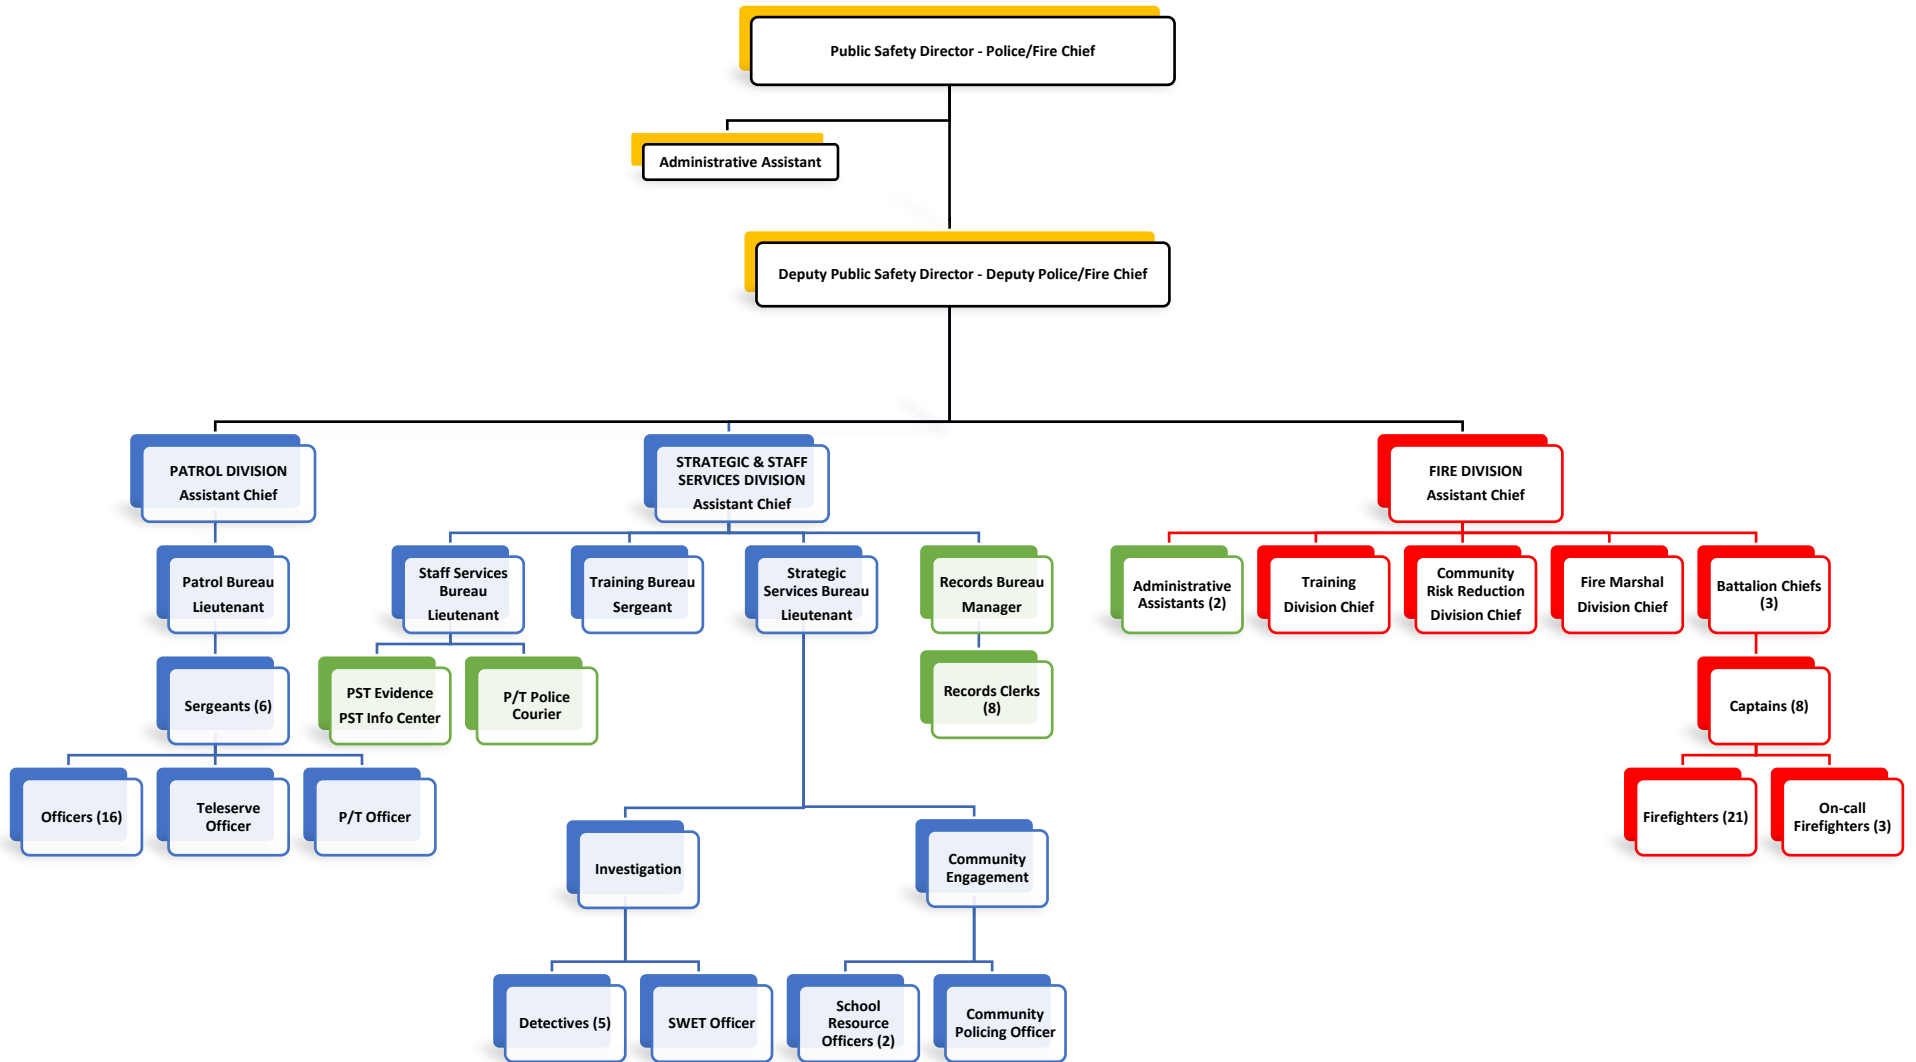 Public Safety Director - Police/Fire Chief
Administrative Assistant
Deputy Public Safety Director - Deputy Police/Fire Chief
PATROL DIVISION
Assistant Chief
STRATEGIC & STAFF
SERVICES DIVISION
Assistant Chief
FIRE DIVISION
Assistant Chief
Patrol Bureau
Lieutenant
Staff Services
Bureau
Lieutenant
Training Bureau
Sergeant
Strategic
Services Bureau
Lieutenant
Records Bureau
Manager
Administrative
Assistants (2)
Training
Division Chief
Community
Risk Reduction
Division Chief
Fire Marshal
Division Chief
Battalion Chiefs
(3)
Sergeants (6)
PST Evidence
PST Info Center
P/T Police
Courier
Records Clerks
(8)
Captains (8)
Officers (16)
Teleserve
Officer
P/T Officer
Firefighters (21)
On-call
Firefighters (3)
Investigation
Community
Engagement
Detectives (5)
SWET Officer
School
Resource
Officers (2)
Community
Policing Officer